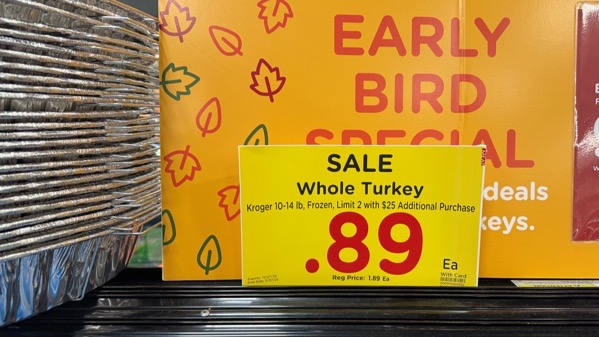 EARLY
BIRD
SPECIAL
deals
keys.
SALE
Whole Turkey
Kroger 10-14 lb, Frozen, Limit 2 with $25 Additional Purchase
.89
Ea
With Card
Reg Price: 1.89 Ea